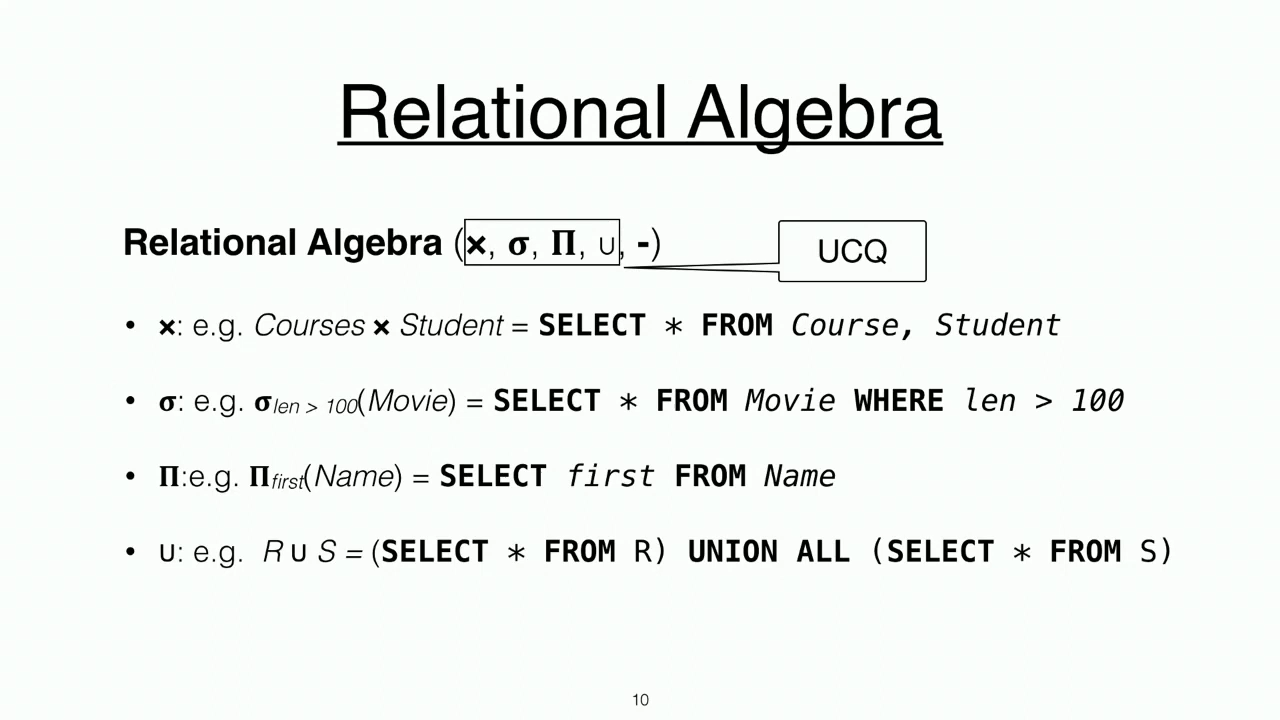 Relational Algebra
Relational Algebra (×, σ, Π, ∪, -)
UCQ
• ×: e.g. Courses × Student = SELECT * FROM Course, Student
• σ: e.g. σlen > 100(Movie) = SELECT * FROM Movie WHERE len > 100
• Π:e.g. Πfirst(Name) = SELECT first FROM Name
• ∪: e.g. R ∪ S = (SELECT * FROM R) UNION ALL (SELECT * FROM S)
10